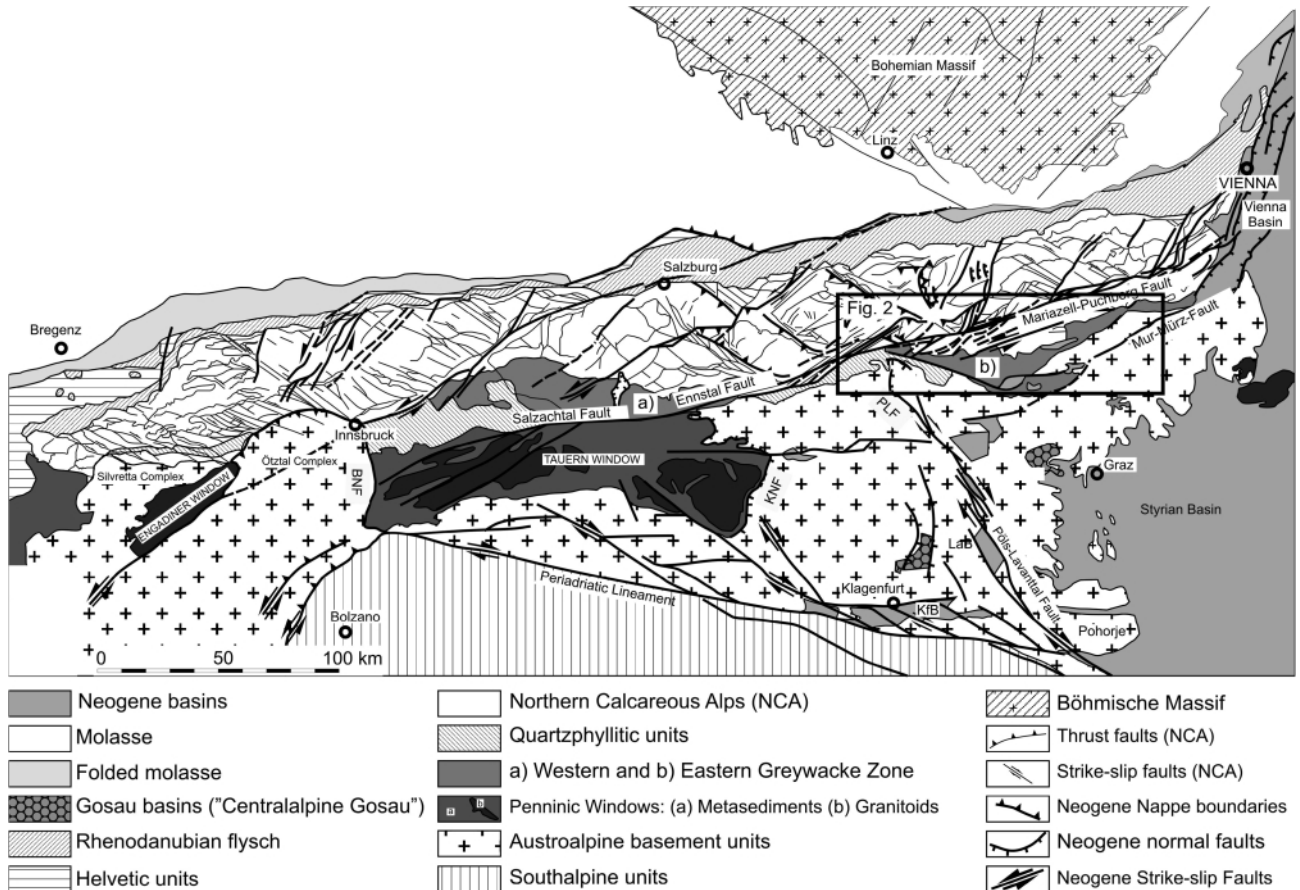 Bohemian Massif
Linz
VIENNA
Vienna
Basin
Salzburg
Fig. 2
Mariazell-Puchberg Fault
Bregenz
Mur-Mürz-Fault
b)
Ennstal Fault
a)
Salzachtal Fault
PLF
Innsbruck
Ötztal Complex
TAUERN WINDOW
Silvretta Complex
BNF
KNF
Graz
ENGADINER WINDOW
Styrian Basin
LaB
Pöls-Lavanttal Fault
Perladriatic Lineament
Klagenfurt
KfB
Bolzano
Pohorje
0 50 100 km
Neogene basins
Molasse
Folded molasse
Gosau basins ("Centralalpine Gosau")
Rhenodanubian flysch
Helvetic units
Northern Calcareous Alps (NCA)
Quartzphyllitic units
a) Western and b) Eastern Greywacke Zone
a b
Penninic Windows: (a) Metasediments (b) Granitoids
Austroalpine basement units
Southalpine units
Böhmische Massif
Thrust faults (NCA)
Strike-slip faults (NCA)
Neogene Nappe boundaries
Neogene normal faults
Neogene Strike-slip Faults